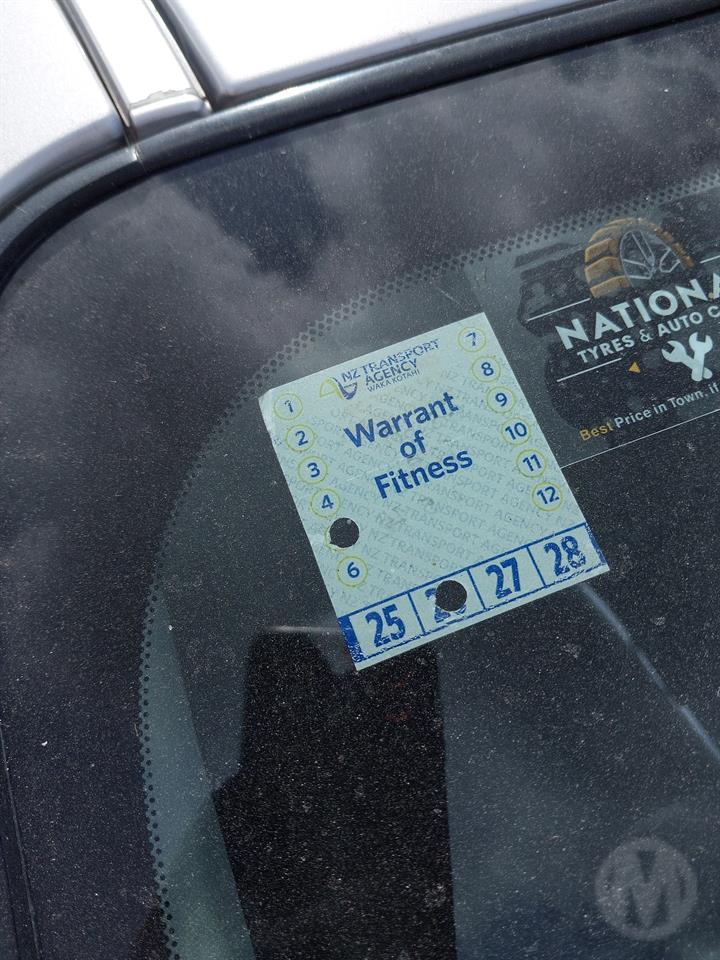 NZ TRANSPORT
AGENCY
WAKA KOTAHI
Warrant
of
Fitness
1
2
3
4
6
7
8
9
10
11
12
25 27 28
NATIONA
TYRES & AUTO C
Best Price in Town. if
M